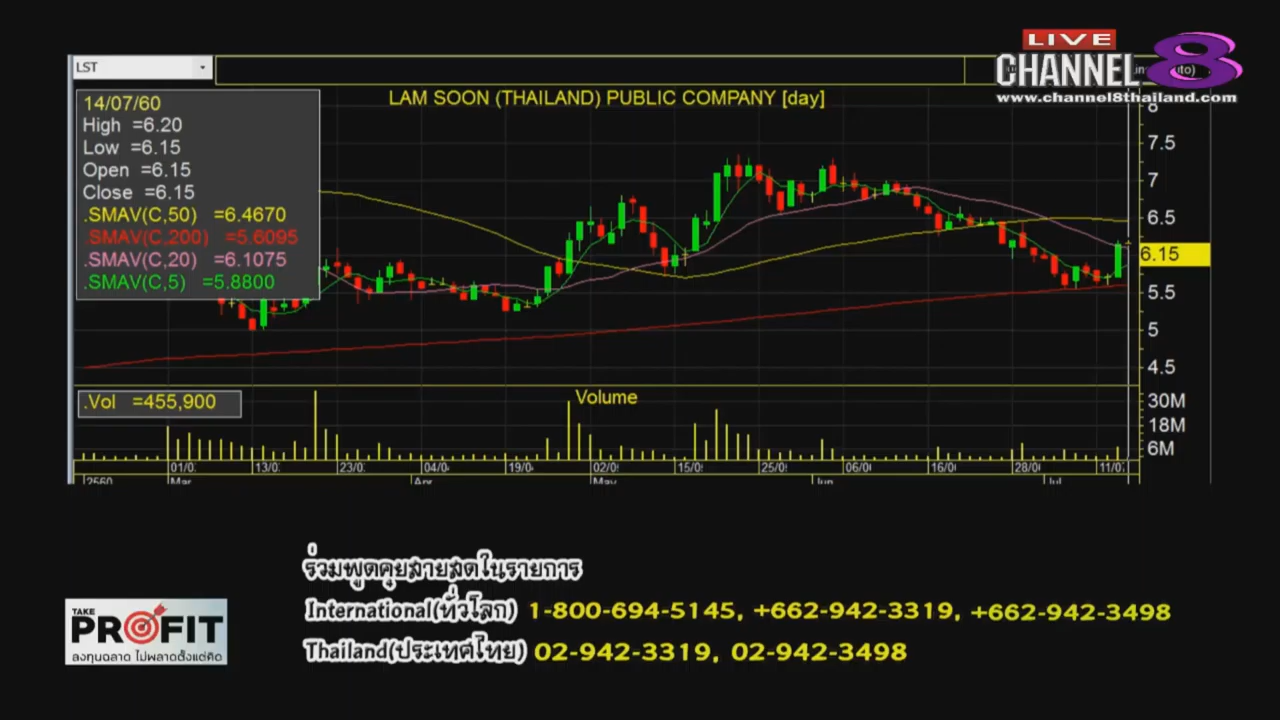 LIVE
CHANNEL 8
www.channel8thailand.com
LST
LAM SOON (THAILAND) PUBLIC COMPANY [day]
14/07/60
High =6.20
Low =6.15
Open =6.15
Close =6.15
.SMAV(C,50) =6.4670
.SMAV(C,200) =5.6095
.SMAV(C,20) =6.1075
.SMAV(C,5) =5.8800
8
7.5
7
6.5
6.15
5.5
5
4.5
.Vol =455,900
Volume
30M
18M
6M
01/0 13/0 23/0 04/0 19/0 02/0 15/0 25/0 06/0 16/0 28/0 11/0
2560 Mar Apr May Jun Jul
ร่วมพูดคุยสายสดในรายการ
International(ทั่วโลก) 1-800-694-5145, +662-942-3319, +662-942-3498
Thailand(ประเทศไทย) 02-942-3319, 02-942-3498
TAKE
PROFIT
ลงทุนฉลาด ไม่พลาดตั้งแต่คิด